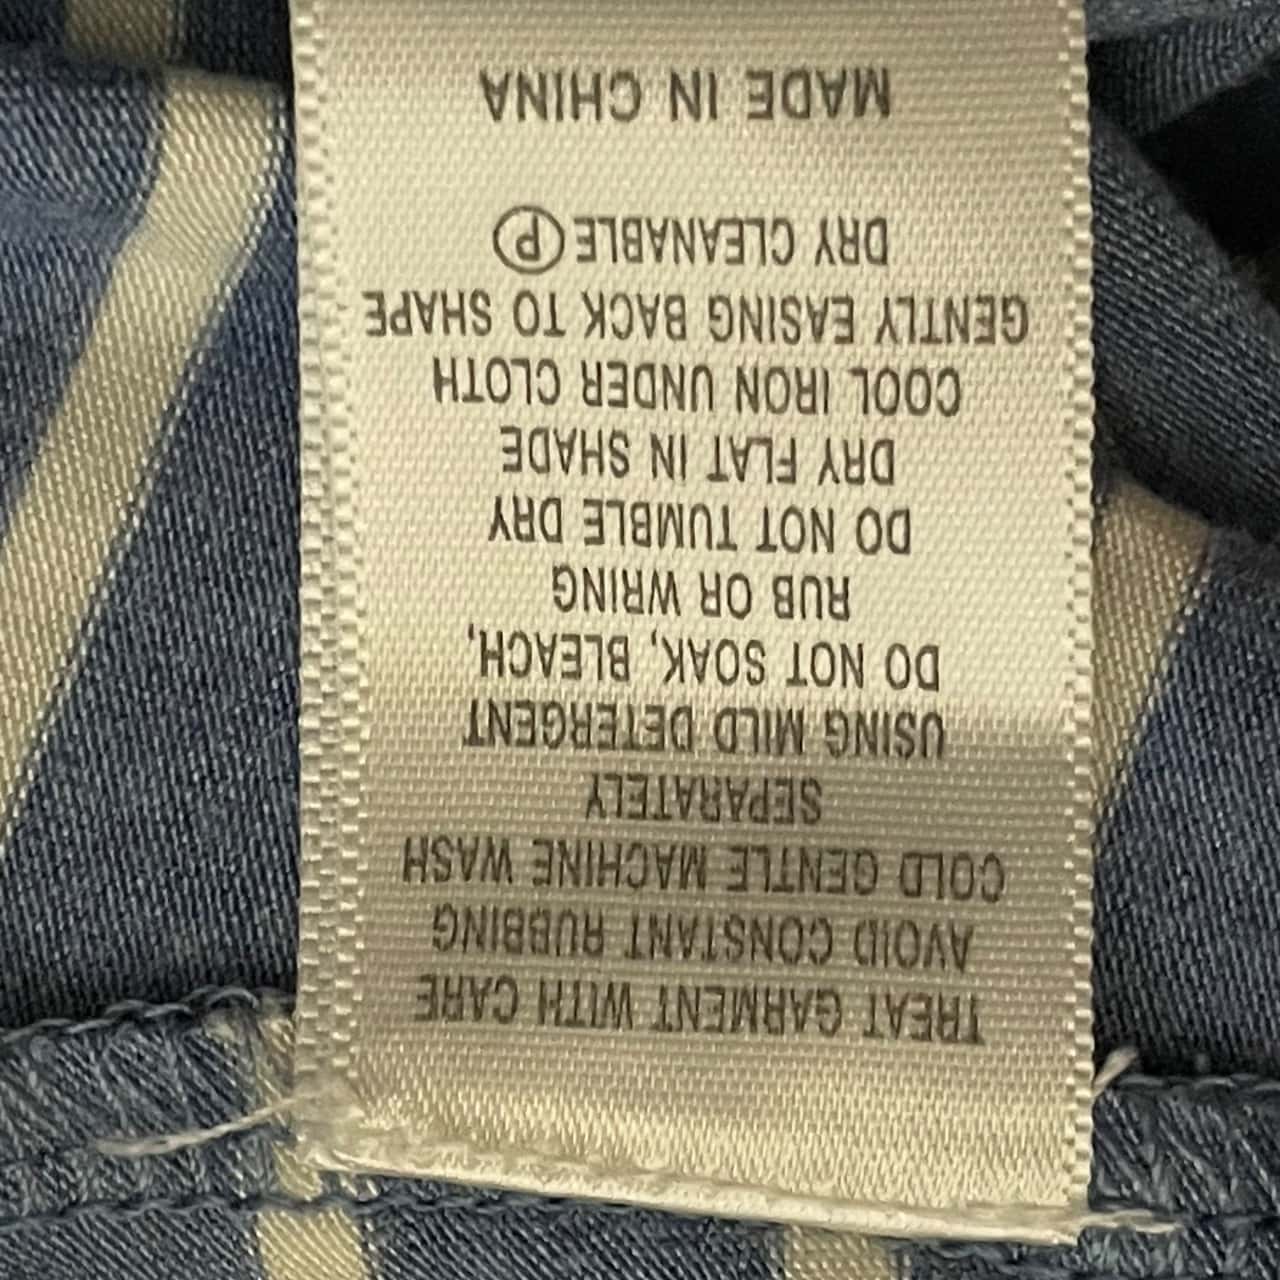 TREAT GARMENT WITH CARE
AVOID CONSTANT RUBBING
COLD GENTLE MACHINE WASH
SEPARATELY
USING MILD DETERGENT
DO NOT SOAK, BLEACH,
RUB OR WRING
DO NOT TUMBLE DRY
DRY FLAT IN SHADE
COOL IRON UNDER CLOTH
GENTLY EASING BACK TO SHAPE
DRY CLEANABLE Ⓟ
MADE IN CHINA